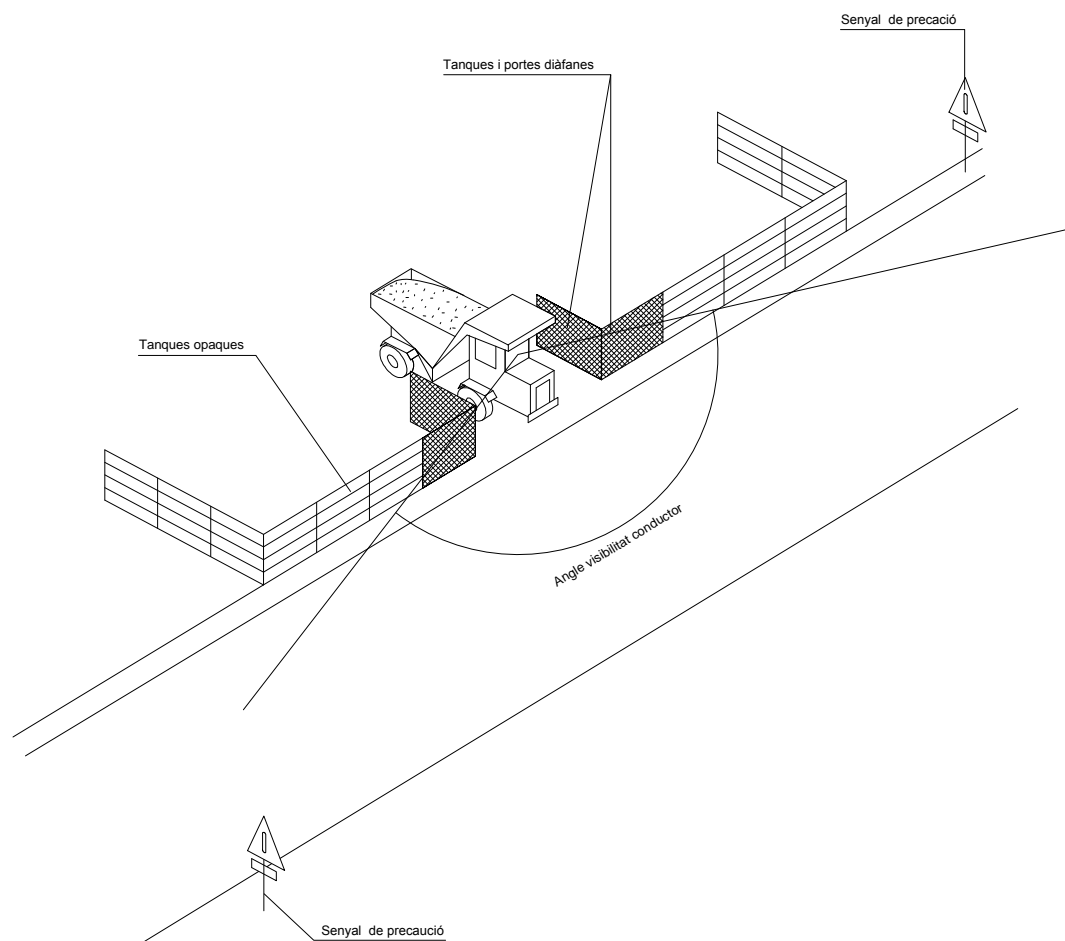 Senyal de precació
Tanques i portes diàfanes
Tanques opaques
Angle visibilitat conductor
Senyal de precaució